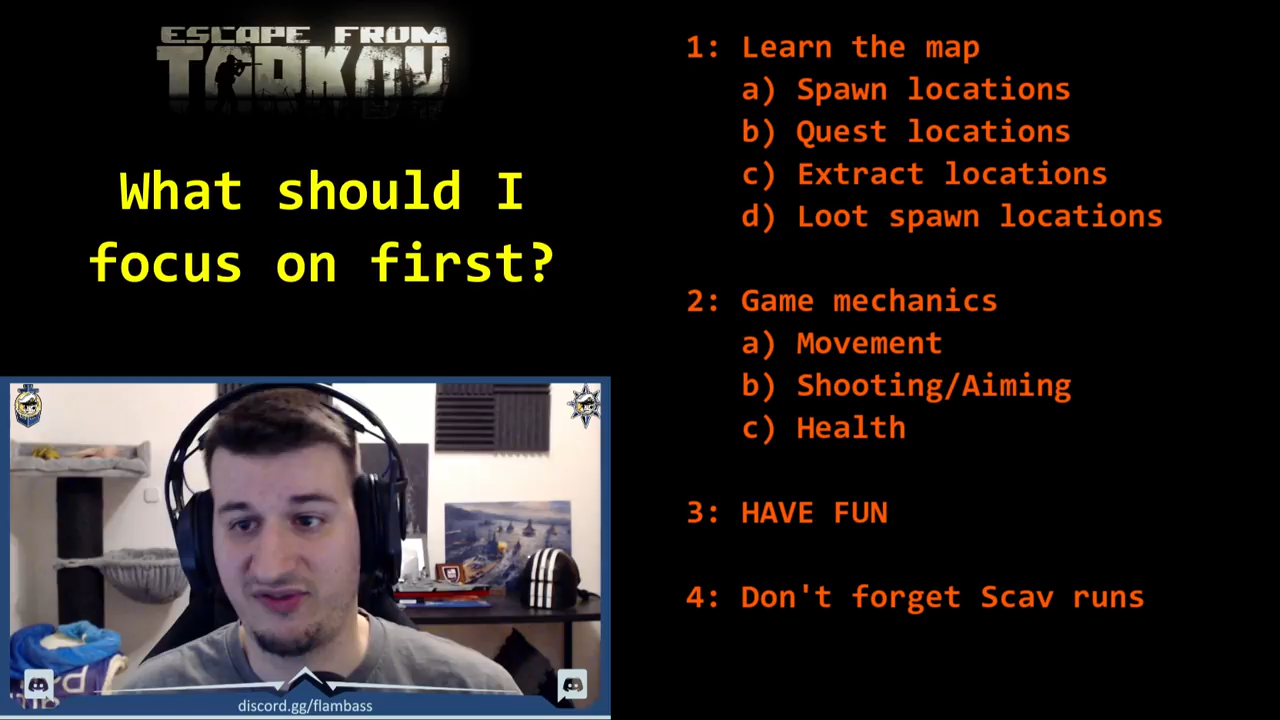 ESCAPE FROM
TARKOV
What should I
focus on first?
1: Learn the map
a) Spawn locations
b) Quest locations
c) Extract locations
d) Loot spawn locations
2: Game mechanics
a) Movement
b) Shooting/Aiming
c) Health
3: HAVE FUN
4: Don't forget Scav runs
discord.gg/flambass